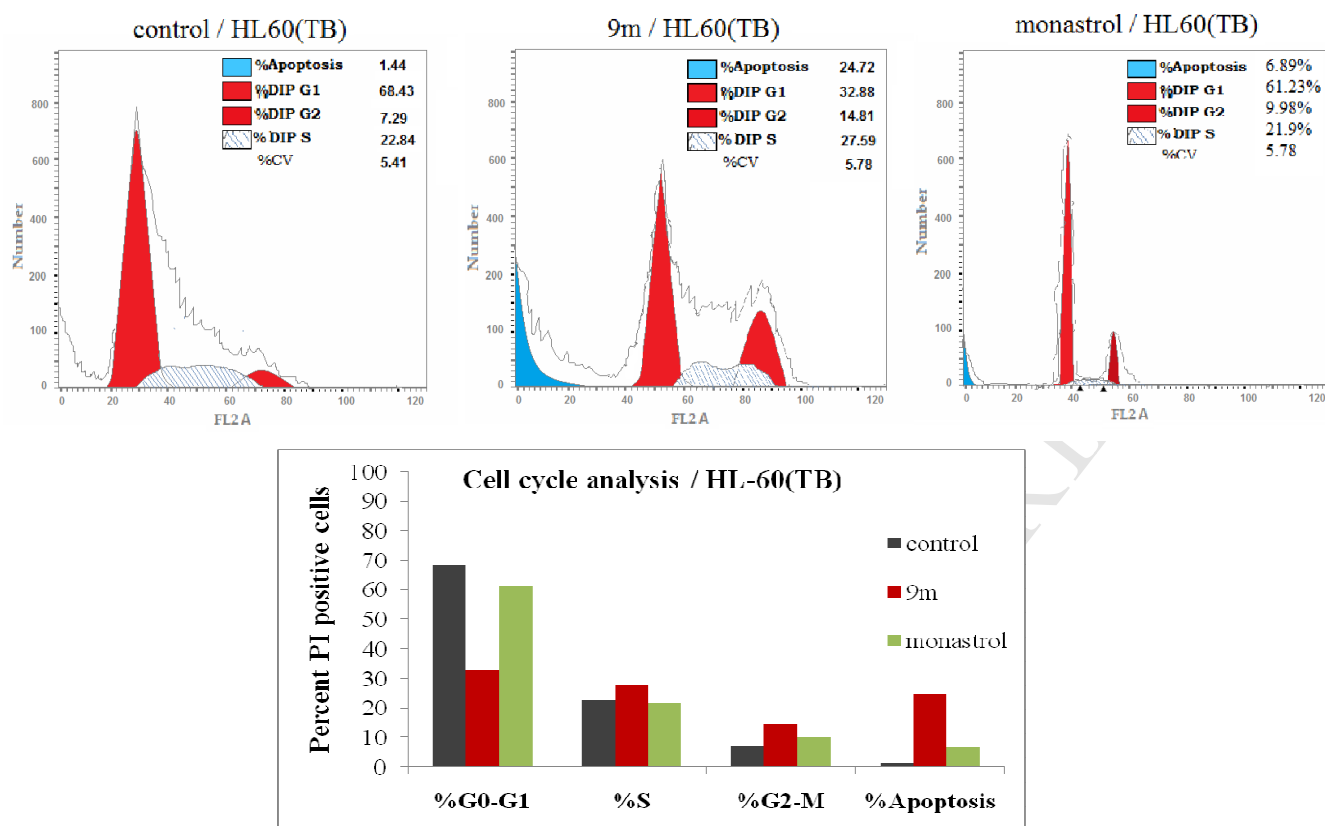 control / HL60(TB)
%Apoptosis 1.44
%DIP G1 68.43
%DIP G2 7.29
% DIP S 22.84
%CV 5.41
800
600
400
200
100
0
Number
0 20 40 60 80 100 120
FL2A
9m / HL60(TB)
%Apoptosis 24.72
%DIP G1 32.88
%DIP G2 14.81
%DIP S 27.59
%CV 5.78
800
600
400
200
100
0
Number
0 20 40 60 80 100 120
FL2A
monastrol / HL60(TB)
%Apoptosis 6.89%
%DIP G1 61.23%
%DIP G2 9.98%
% DIP S 21.9%
%CV 5.78
800
600
400
200
100
0
Number
20 40 60 80 100 120
FL2A
Cell cycle analysis / HL-60(TB)
Percent PI positive cells
100
90
80
70
60
50
40
30
20
10
0
control
9m
monastrol
%G0-G1 %S %G2-M %Apoptosis